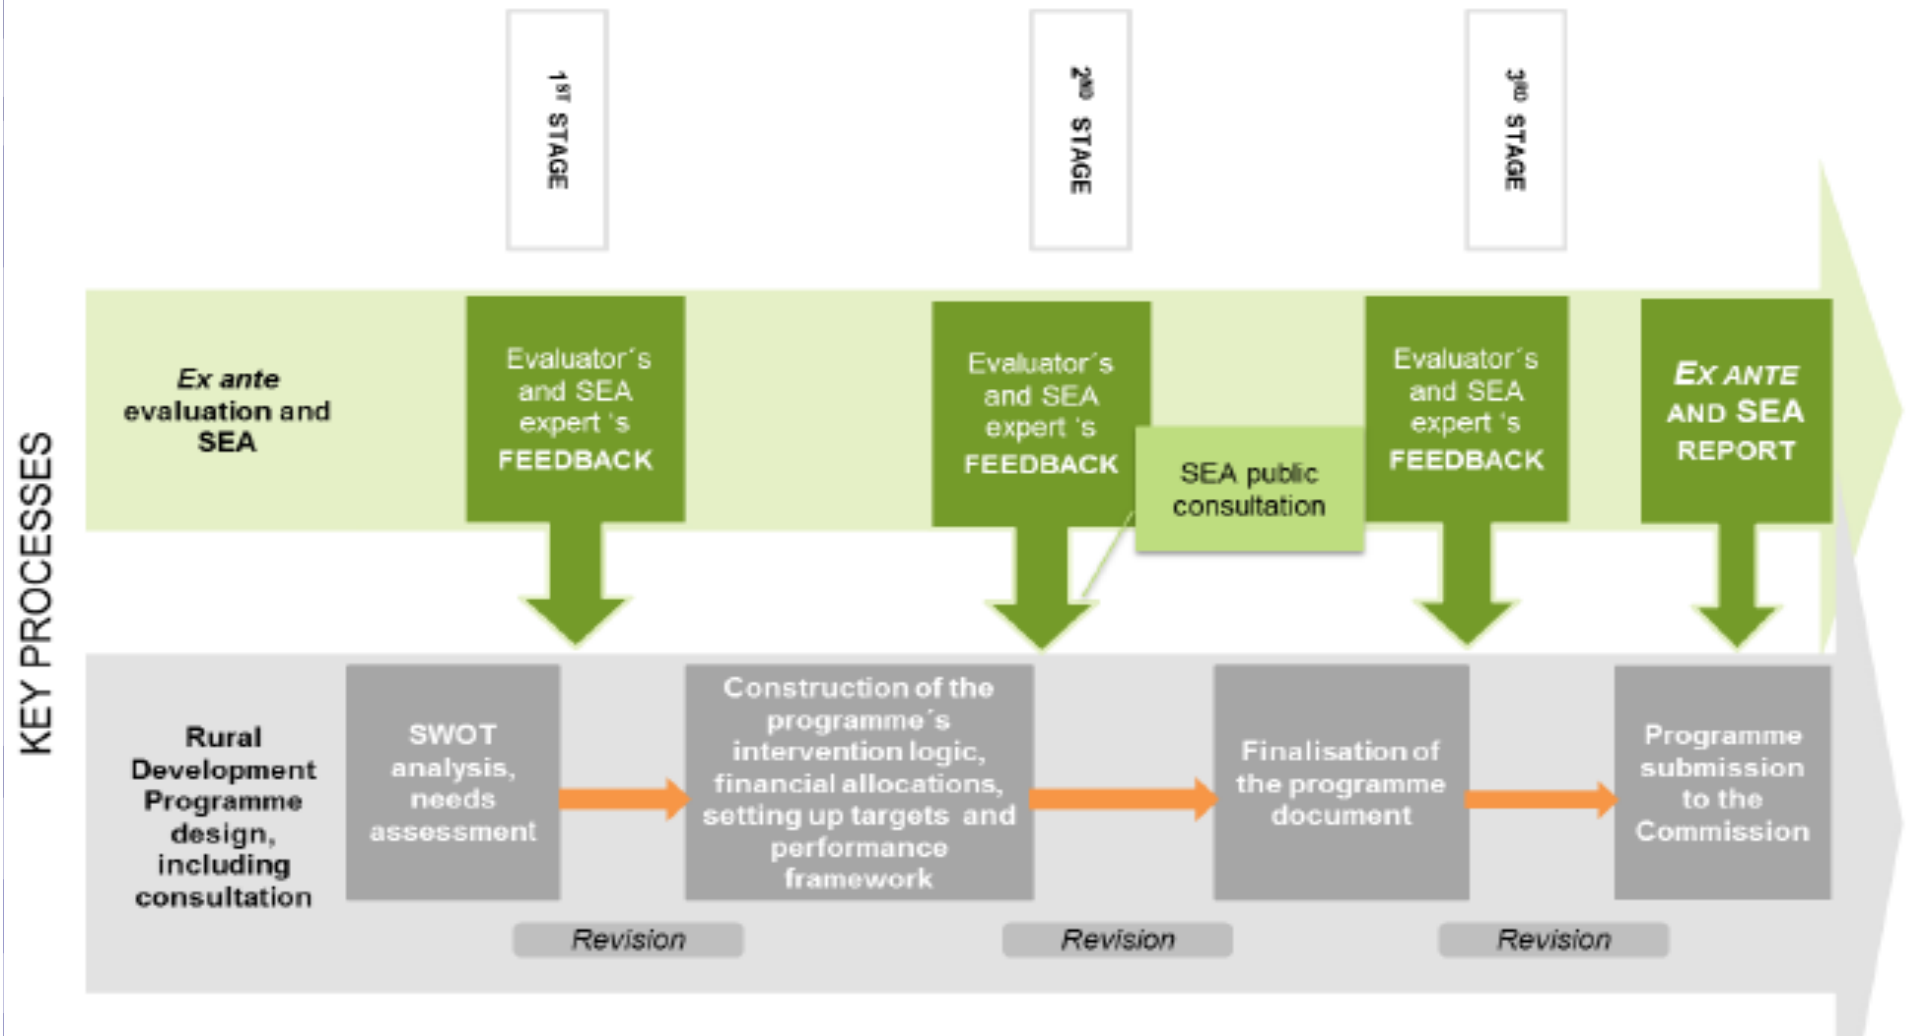 1ST STAGE
2ND STAGE
3RD STAGE
KEY PROCESSES
Ex ante
evaluation and
SEA
Evaluator´s
and SEA
expert ‘s
FEEDBACK
Evaluator´s
and SEA
expert ‘s
FEEDBACK
SEA public
consultation
Evaluator´s
and SEA
expert ‘s
FEEDBACK
EX ANTE
AND SEA
REPORT
Rural
Development
Programme
design,
including
consultation
SWOT
analysis,
needs
assessment
Construction of the
programme´s
intervention logic,
financial allocations,
setting up targets and
performance
framework
Finalisation of
the programme
document
Programme
submission
to the
Commission
Revision
Revision
Revision